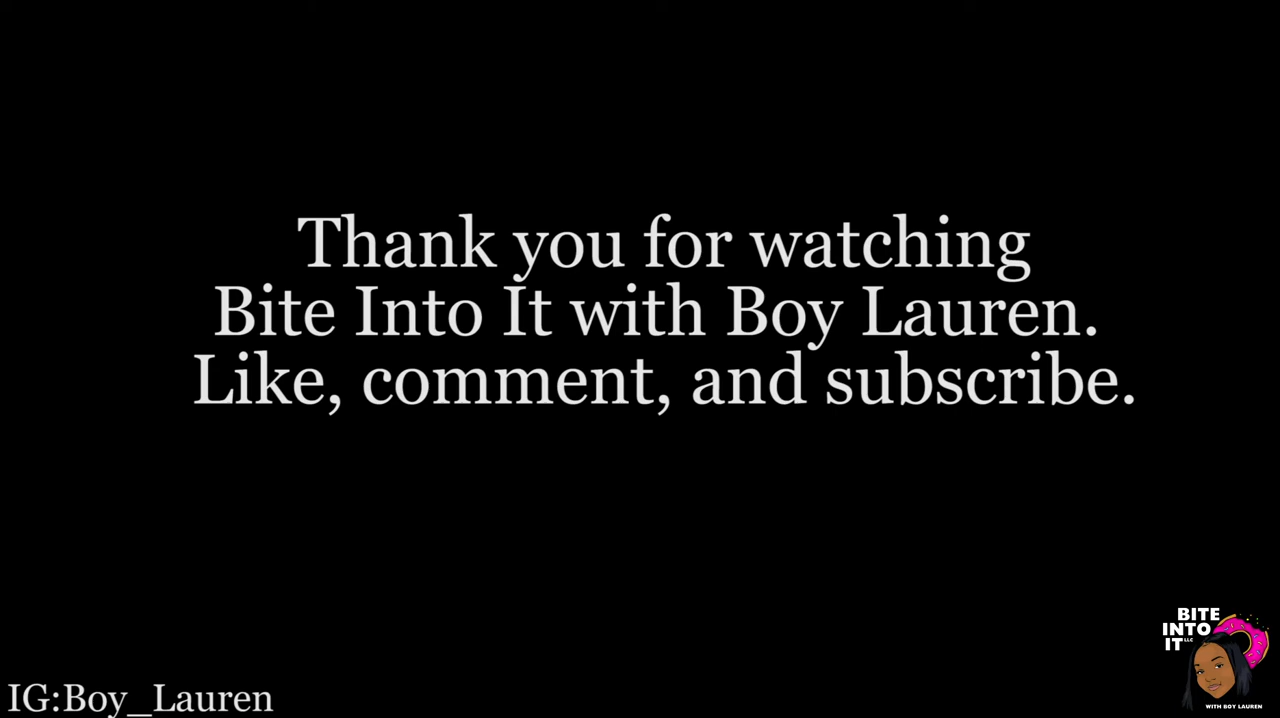 Thank you for watching
Bite Into It with Boy Lauren.
Like, comment, and subscribe.
BITE
INTO
IT LLC
WITH BOY LAUREN
IG:Boy_Lauren